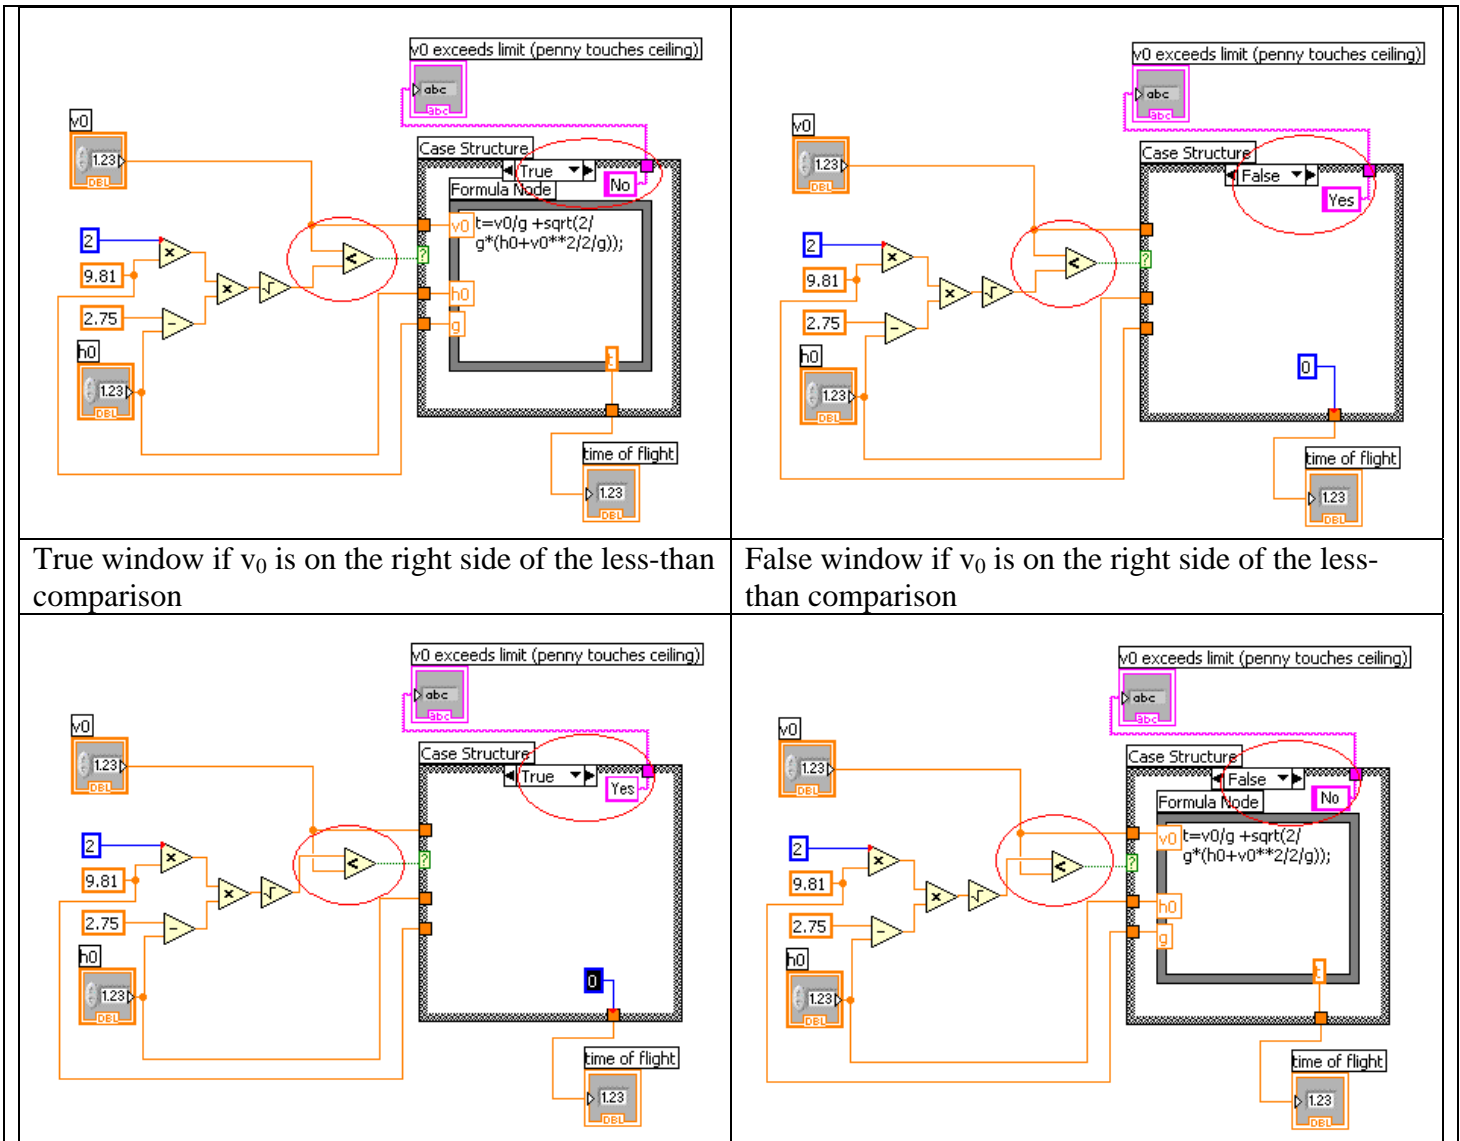 v0 exceeds limit (penny touches ceiling)
abc
abc
v0
1.23
DBL
Case Structure
True
No
Formula Node
v0
t=v0/g +sqrt(2/
g*(h0+v0**2/2/g));
2
x
<
?
9.81
x
√
h0
2.75
-
g
h0
1.23
DBL
t
time of flight
1.23
DBL
v0 exceeds limit (penny touches ceiling)
abc
abc
v0
1.23
DBL
Case Structure
False
Yes
2
x
<
?
9.81
x
√
2.75
-
h0
1.23
DBL
0
time of flight
1.23
DBL
True window if v0 is on the right side of the less-than
comparison
False window if v0 is on the right side of the less-
than comparison
v0 exceeds limit (penny touches ceiling)
abc
abc
v0
1.23
DBL
Case Structure
True
Yes
2
x
<
?
9.81
x
√
2.75
-
h0
1.23
DBL
0
time of flight
1.23
DBL
v0 exceeds limit (penny touches ceiling)
abc
abc
v0
1.23
DBL
Case Structure
False
No
Formula Node
v0
t=v0/g +sqrt(2/
g*(h0+v0**2/2/g));
2
x
<
?
9.81
x
√
h0
2.75
-
g
h0
1.23
DBL
t
time of flight
1.23
DBL